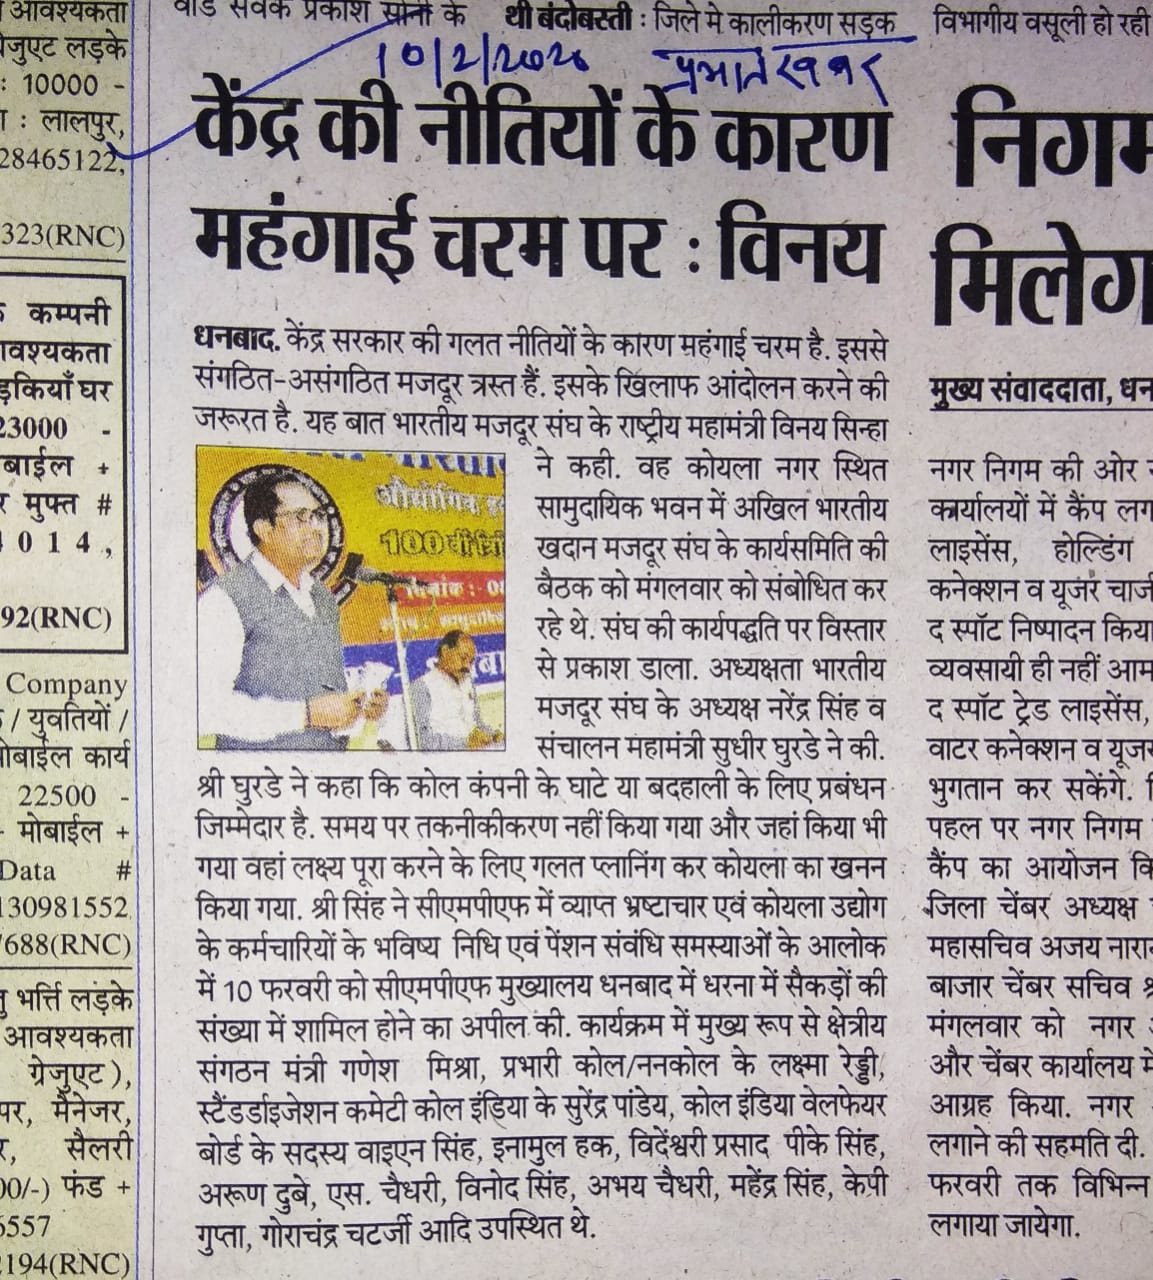 आवश्यकता
ग्रेजुएट लड़के
: 10000 -
: लालपुर,
28465122,
323(RNC)
कम्पनी
आवश्यकता
लड़कियाँ घर
23000 -
मोबाईल +
मुफ्त #
4 0 1 4 ,
92(RNC)
Company
/ युवतियों /
मोबाईल कार्य
22500 -
- मोबाईल +
Data #
130981552
7688(RNC)
भर्त्ति लड़के
आवश्यकता
ग्रेजुएट ),
मैनेजर,
सैलरी
00/-) फंड +
6557
2194(RNC)
वार्ड सेवक प्रकाश सोनी के
थी बंदोबस्ती : जिले मे कालीकरण सड़क
10/2/2026 प्रभात खबर
केंद्र की नीतियों के कारण
महंगाई चरम पर : विनय
धनबाद. केंद्र सरकार की गलत नीतियों के कारण महंगाई चरम है. इससे
संगठित-असंगठित मजदूर त्रस्त हैं. इसके खिलाफ आंदोलन करने की
जरूरत है. यह बात भारतीय मजदूर संघ के राष्ट्रीय महामंत्री विनय सिन्हा
ने कही. वह कोयला नगर स्थित
सामुदायिक भवन में अखिल भारतीय
खदान मजदूर संघ के कार्यसमिति की
बैठक को मंगलवार को संबोधित कर
रहे थे. संघ की कार्यपद्धति पर विस्तार
से प्रकाश डाला. अध्यक्षता भारतीय
मजदूर संघ के अध्यक्ष नरेंद्र सिंह व
संचालन महामंत्री सुधीर घुरडे ने की.
श्री घुरडे ने कहा कि कोल कंपनी के घाटे या बदहाली के लिए प्रबंधन
जिम्मेदार है. समय पर तकनीकीकरण नहीं किया गया और जहां किया भी
गया वहां लक्ष्य पूरा करने के लिए गलत प्लानिंग कर कोयला का खनन
किया गया. श्री सिंह ने सीएमपीएफ में व्याप्त भ्रष्टाचार एवं कोयला उद्योग
के कर्मचारियों के भविष्य निधि एवं पेंशन संवंधि समस्याओं के आलोक
में 10 फरवरी को सीएमपीएफ मुख्यालय धनबाद में धरना में सैकड़ों की
संख्या में शामिल होने का अपील की. कार्यक्रम में मुख्य रूप से क्षेत्रीय
संगठन मंत्री गणेश मिश्रा, प्रभारी कोल/ननकोल के लक्ष्मा रेड्डी,
स्टैंडर्डाइजेशन कमेटी कोल इंडिया के सुरेंद्र पांडेय, कोल इंडिया वेलफेयर
बोर्ड के सदस्य वाइएन सिंह, इनामुल हक, विदेंश्वरी प्रसाद पीके सिंह,
अरूण दुबे, एस. चैधरी, विनोद सिंह, अभय चैधरी, महेंद्र सिंह, केपी
गुप्ता, गोराचंद्र चटर्जी आदि उपस्थित थे.
औद्योगिक
100वीं
दिनांक :- 08
विभागीय वसूली हो रही
निगम
मिलेग
मुख्य संवाददाता, धन
नगर निगम की ओर
कार्यालयों में कैंप लग
लाइसेंस, होल्डिंग
कनेक्शन व यूजर चार्ज
द स्पॉट निष्पादन किया
व्यवसायी ही नहीं आम
द स्पॉट ट्रेड लाइसेंस,
वाटर कनेक्शन व यूजर
भुगतान कर सकेंगे.
पहल पर नगर निगम
कैंप का आयोजन कि
जिला चेंबर अध्यक्ष
महासचिव अजय नारा
बाजार चेंबर सचिव श्र
मंगलवार को नगर
और चेंबर कार्यालय में
आग्रह किया. नगर
लगाने की सहमति दी.
फरवरी तक विभिन्न
लगाया जायेगा.